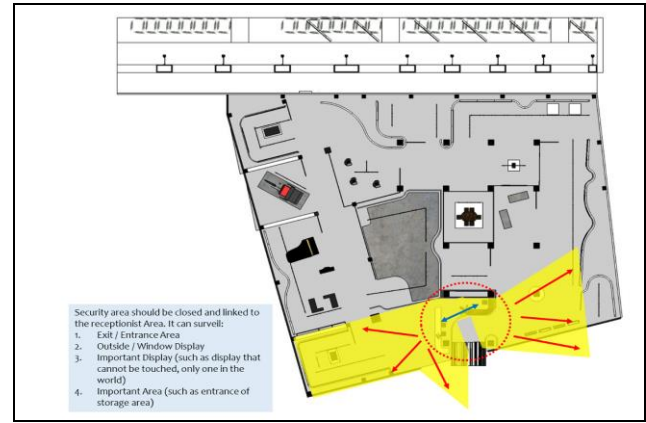 Security area should be closed and linked to
the receptionist Area. It can surveil:
1. Exit / Entrance Area
2. Outside / Window Display
3. Important Display (such as display that
cannot be touched, only one in the
world)
4. Important Area (such as entrance of
storage area)